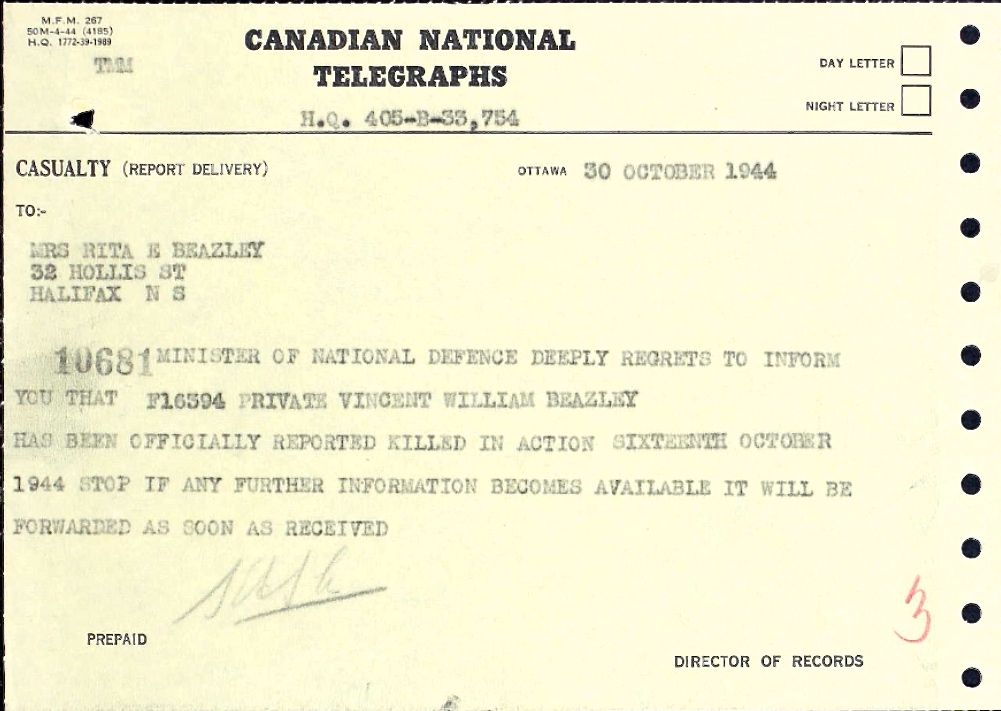 M.F.M. 267
50M-4-44 (4185)
H.Q. 1772-39-1989
TMM
CANADIAN NATIONAL
TELEGRAPHS
H.Q. 405-B-33,754
DAY LETTER
NIGHT LETTER
CASUALTY (REPORT DELIVERY)
OTTAWA 30 OCTOBER 1944
TO:-
MRS RITA E BEAZLEY
32 HOLLIS ST
HALIFAX N S
10681 MINISTER OF NATIONAL DEFENCE DEEPLY REGRETS TO INFORM
YOU THAT F16594 PRIVATE VINCENT WILLIAM BEAZLEY
HAS BEEN OFFICIALLY REPORTED KILLED IN ACTION SIXTEENTH OCTOBER
1944 STOP IF ANY FURTHER INFORMATION BECOMES AVAILABLE IT WILL BE
FORWARDED AS SOON AS RECEIVED
3
PREPAID
DIRECTOR OF RECORDS